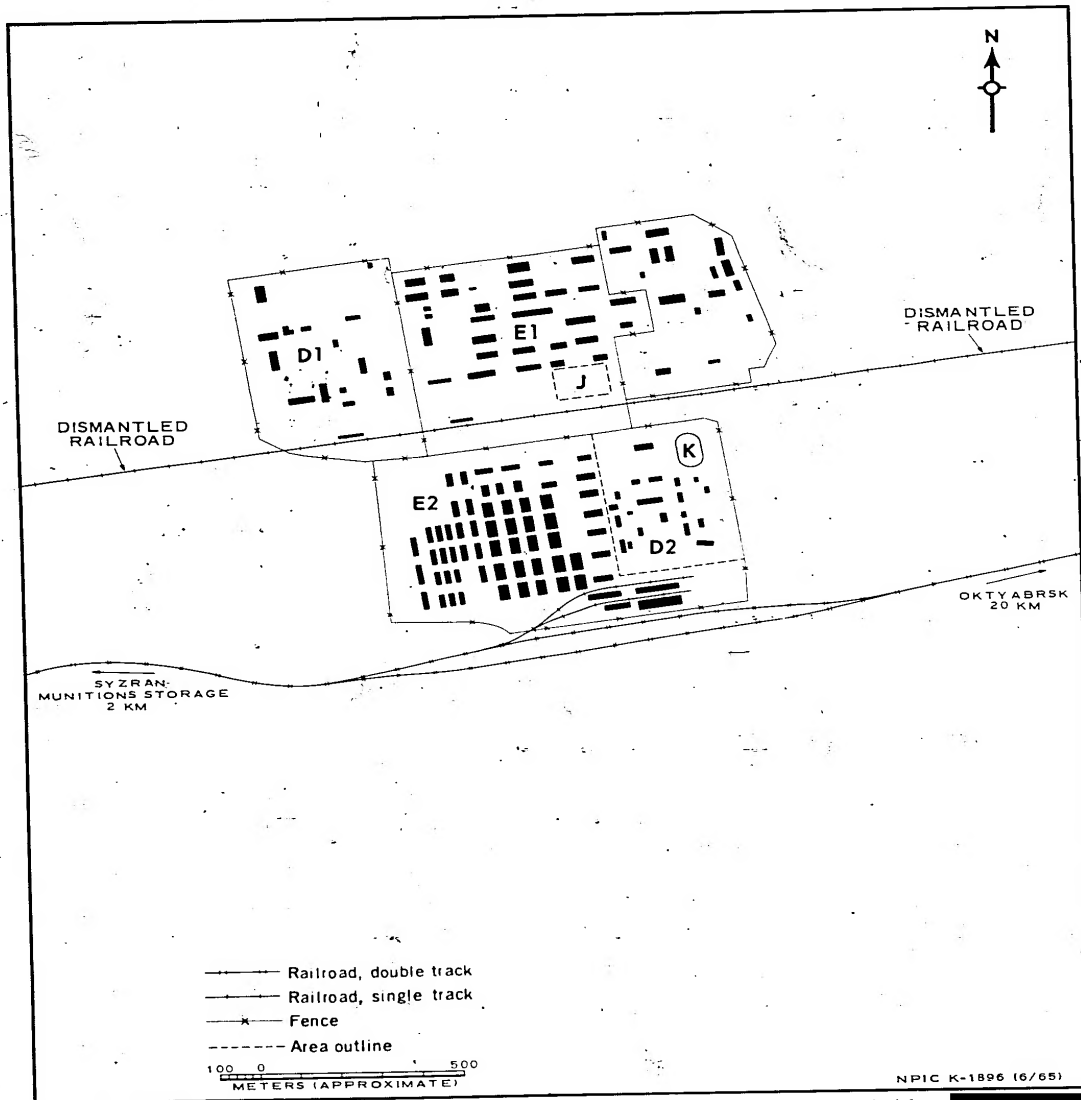 N
D1
E1
J
DISMANTLED
RAILROAD
DISMANTLED
RAILROAD
K
E2
D2
OKTYABRSK
20 KM
SYZRAN
MUNITIONS STORAGE
2 KM
Railroad, double track
Railroad, single track
Fence
Area outline
100 0 500
METERS (APPROXIMATE)
NPIC K-1896 (6/65)